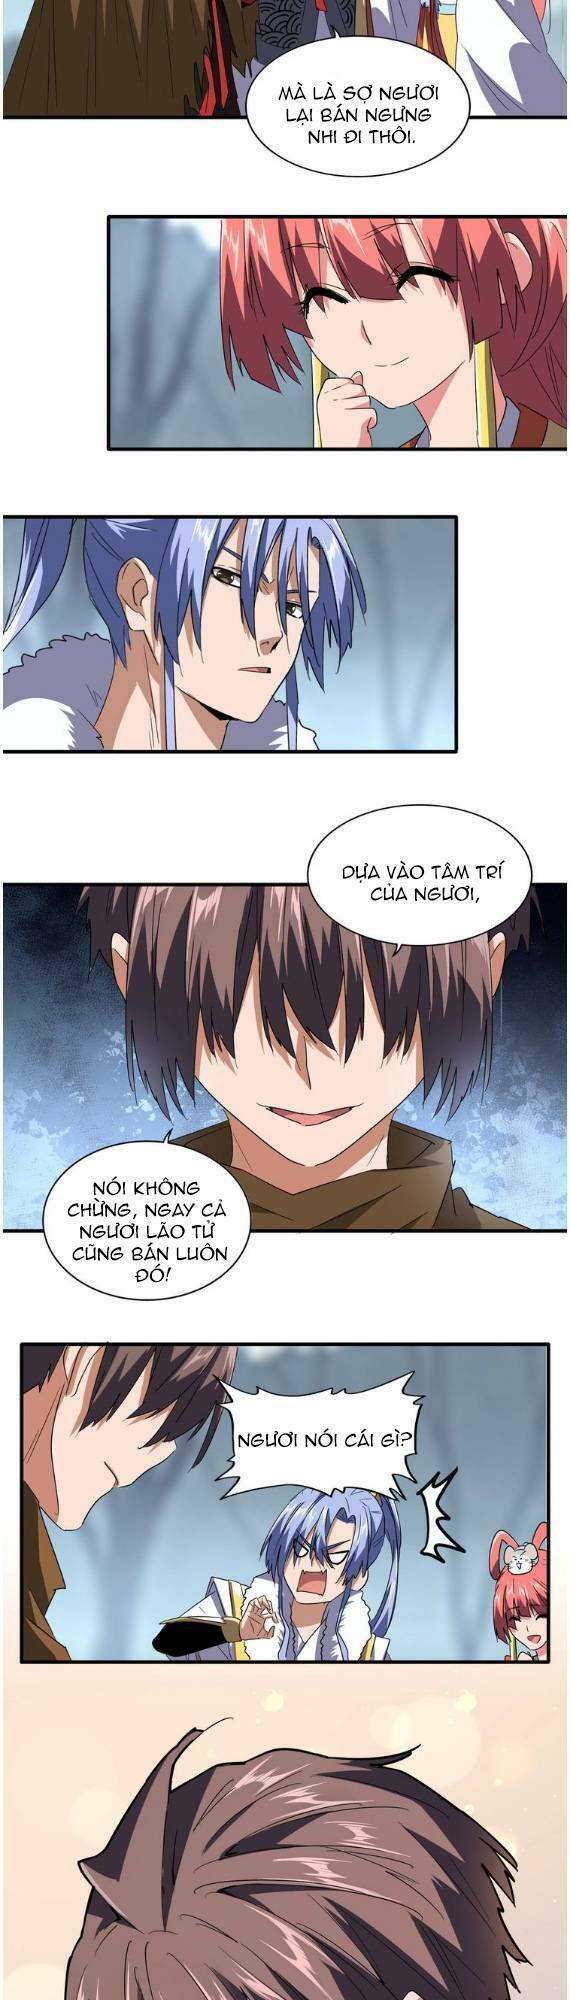 MÀ LÀ SỢ NGƯƠI
LẠI BÁN NGƯNG
NHI ĐI THÔI.
DỰA VÀO TÂM TRÍ
CỦA NGƯƠI,
NÓI KHÔNG
CHỪNG, NGAY CẢ
NGƯƠI LÃO TỬ
CŨNG BÁN LUÔN
ĐÓ!
NGƯƠI NÓI CÁI GÌ?